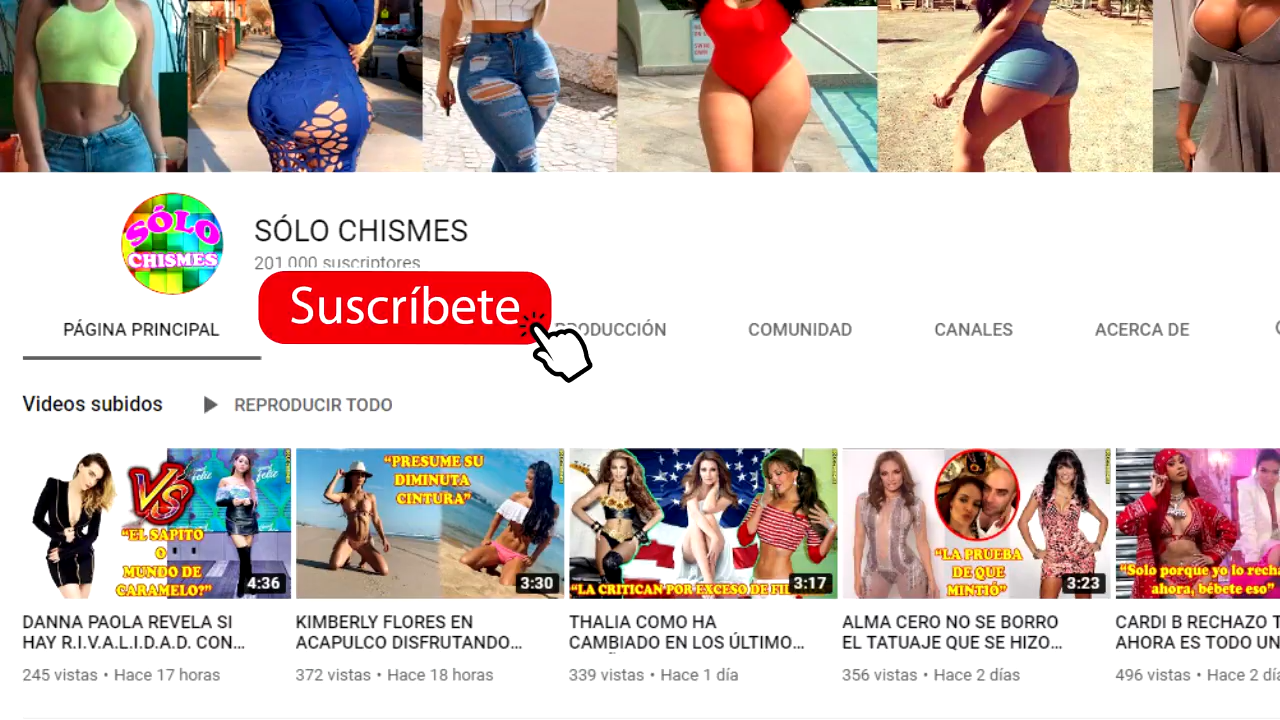 SÓLO
CHISMES
SÓLO CHISMES
201 000 suscriptores
Suscríbete
PÁGINA PRINCIPAL
COMUNIDAD
CANALES
ACERCA DE
Videos subidos
REPRODUCIR TODO
VS
"EL SAPITO
O
MUNDO DE
CARAMELO?"
4:36
"PRESUME SU
DIMINUTA
CINTURA"
3:30
"LA CRITICAN POR EXCESO DE
3:17
"LA PRUEBA
DE QUE
MINTIÓ"
3:23
"Solo porque yo lo recha
ahora, bébete eso"
DANNA PAOLA REVELA SI
HAY R.I.V.A.L.I.D.A.D. CON...
245 vistas • Hace 17 horas
KIMBERLY FLORES EN
ACAPULCO DISFRUTANDO...
372 vistas • Hace 18 horas
THALIA COMO HA
CAMBIADO EN LOS ÚLTIMO...
339 vistas • Hace 1 día
ALMA CERO NO SE BORRO
EL TATUAJE QUE SE HIZO...
356 vistas • Hace 2 días
CARDI B RECHAZO T
AHORA ES TODO UN
496 vistas • Hace 2 dí